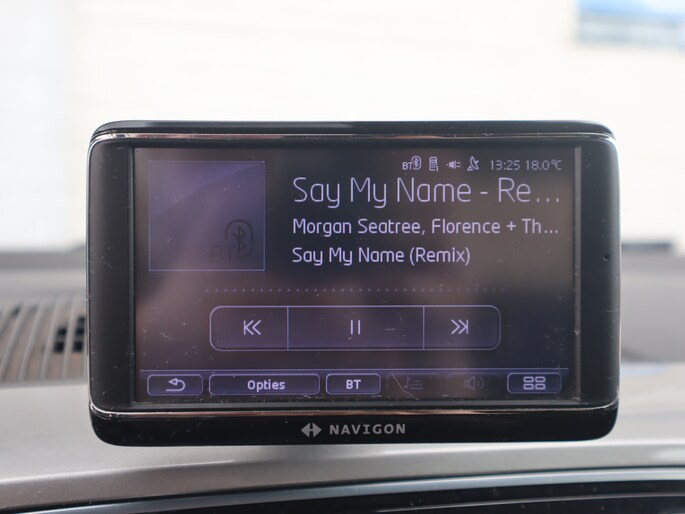 BT 13:25 18.0°C
Say My Name - Re...
Morgan Seatree, Florence + Th...
Say My Name (Remix)
BT
Opties BT
NAVIGON